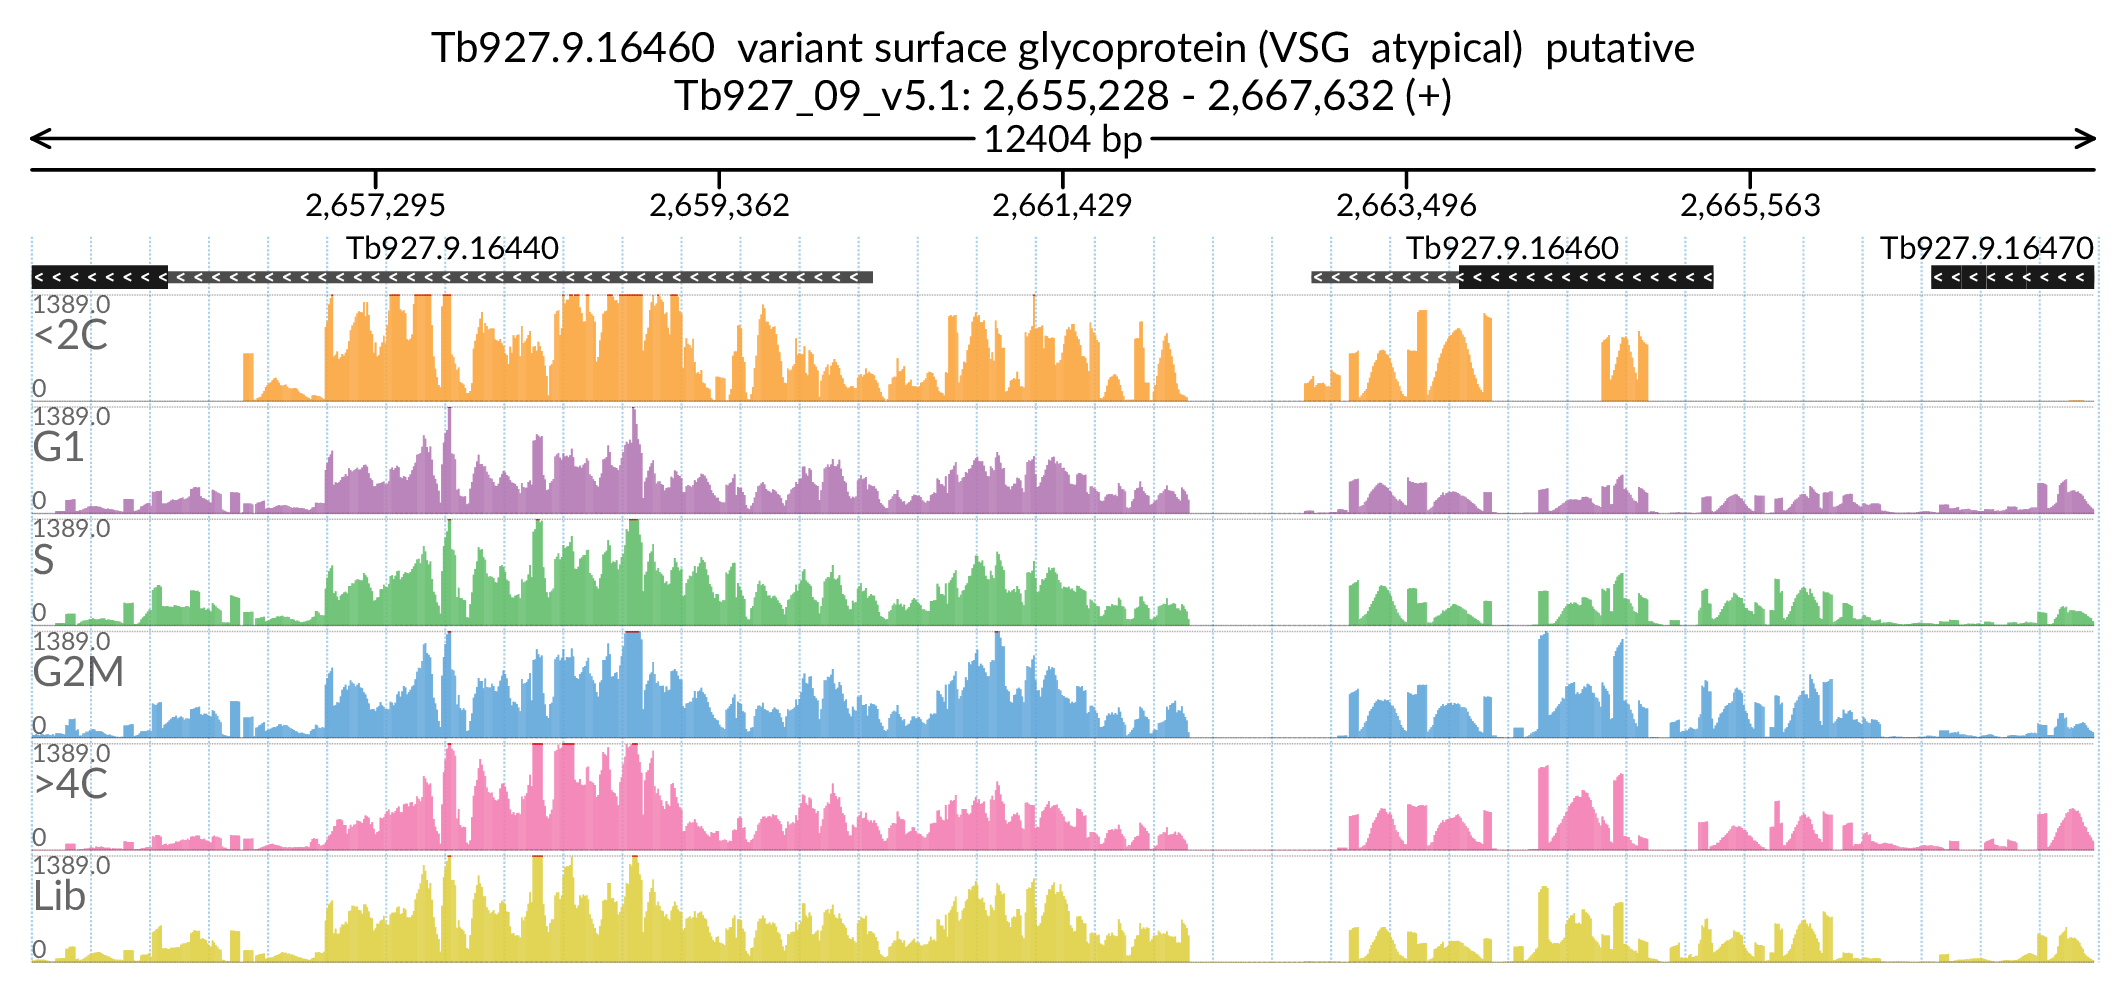 Tb927.9.16460  variant surface glycoprotein (VSG  atypical)  putative
Tb927_09_v5.1: 2,655,228 - 2,667,632 (+)
12404 bp
2,657,295 2,659,362 2,661,429 2,663,496 2,665,563
Tb927.9.16440 Tb927.9.16460 Tb927.9.16470
1389.0
<2C
0
1389.0
G1
0
1389.0
S
0
1389.0
G2M
0
1389.0
>4C
0
1389.0
Lib
0